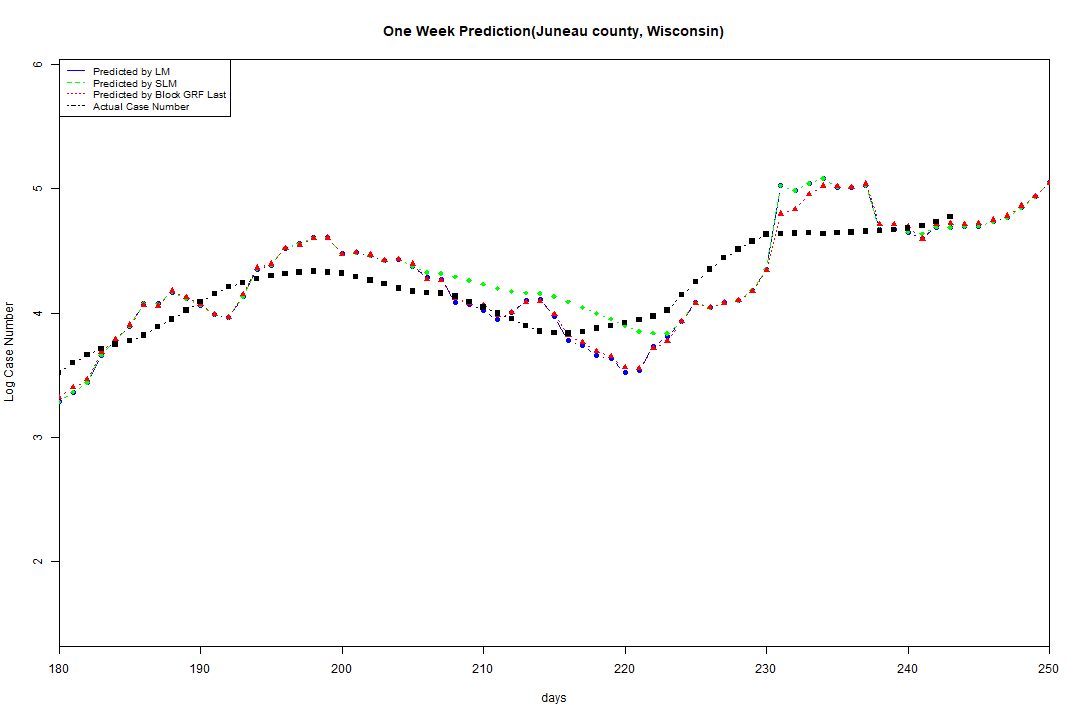 One Week Prediction(Juneau county, Wisconsin)
Predicted by LM
Predicted by SLM
Predicted by Block GRF Last
Actual Case Number
6
5
4
3
2
Log Case Number
180 190 200 210 220 230 240 250
days